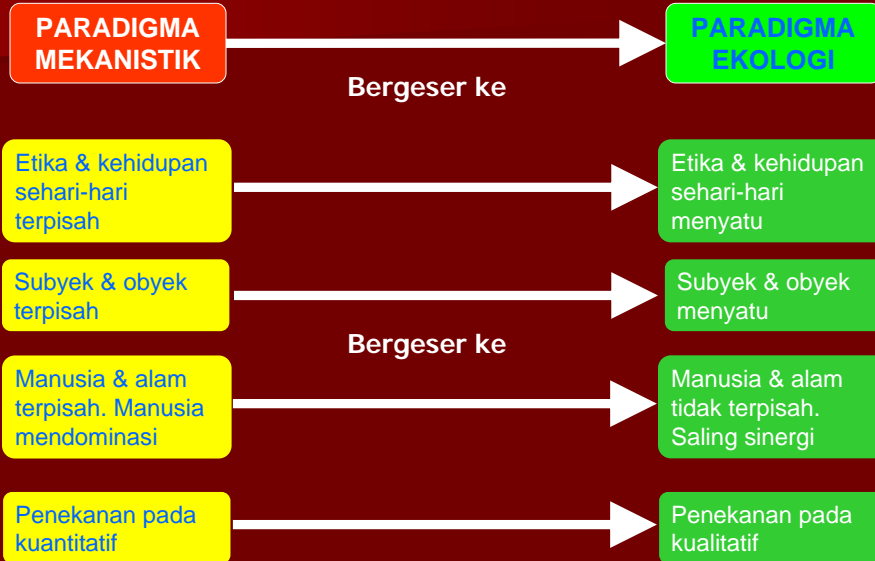 PARADIGMA
MEKANISTIK
PARADIGMA
EKOLOGI
Bergeser ke
Etika & kehidupan
sehari-hari
terpisah
Etika & kehidupan
sehari-hari
menyatu
Subyek & obyek
terpisah
Subyek & obyek
menyatu
Bergeser ke
Manusia & alam
terpisah. Manusia
mendominasi
Manusia & alam
tidak terpisah.
Saling sinergi
Penekanan pada
kuantitatif
Penekanan pada
kualitatif